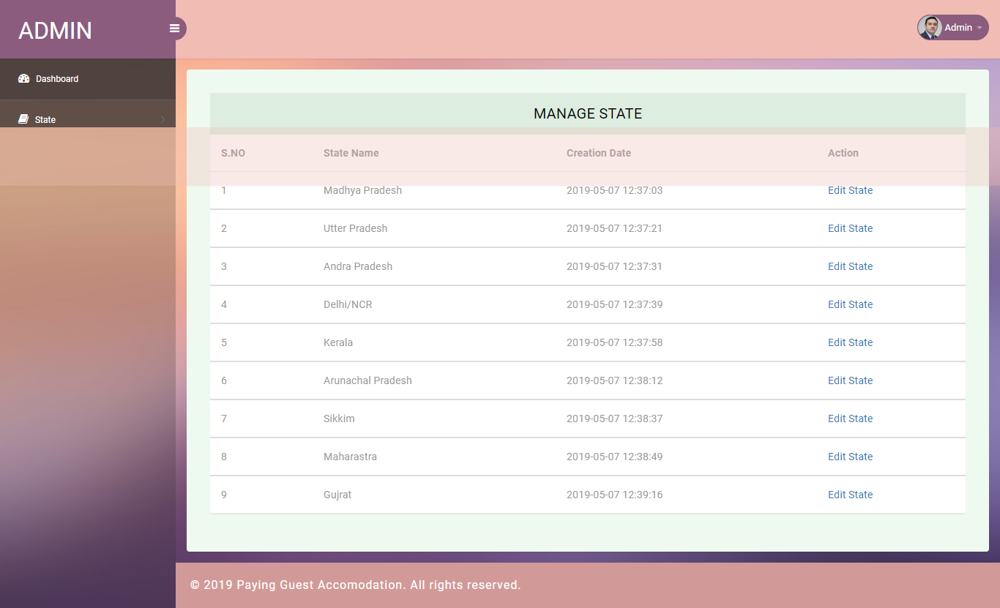 ADMIN
Admin
Dashboard
State
MANAGE STATE
S.NO State Name Creation Date Action
1 Madhya Pradesh 2019-05-07 12:37:03 Edit State
2 Utter Pradesh 2019-05-07 12:37:21 Edit State
3 Andra Pradesh 2019-05-07 12:37:31 Edit State
4 Delhi/NCR 2019-05-07 12:37:39 Edit State
5 Kerala 2019-05-07 12:37:58 Edit State
6 Arunachal Pradesh 2019-05-07 12:38:12 Edit State
7 Sikkim 2019-05-07 12:38:37 Edit State
8 Maharastra 2019-05-07 12:38:49 Edit State
9 Gujrat 2019-05-07 12:39:16 Edit State
© 2019 Paying Guest Accomodation. All rights reserved.